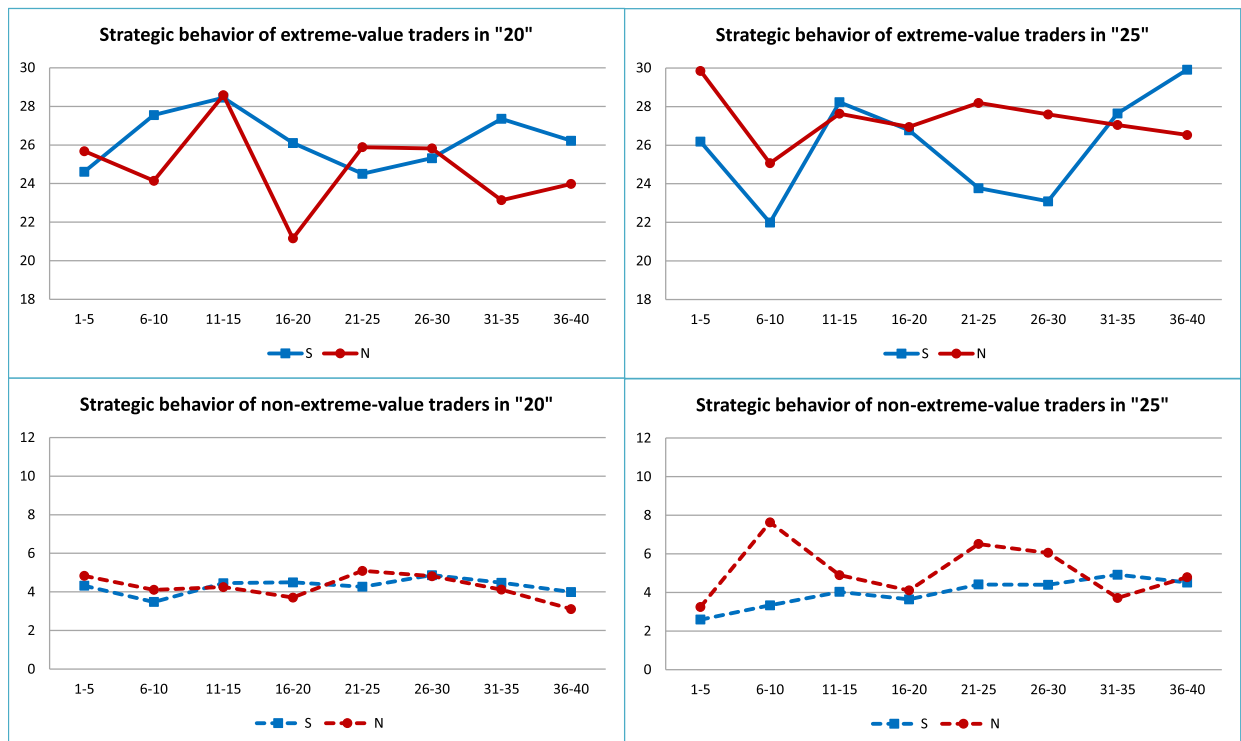 Strategic behavior of extreme-value traders in "20"
30
28
26
24
22
20
18
1-5 6-10 11-15 16-20 21-25 26-30 31-35 36-40
S N
Strategic behavior of extreme-value traders in "25"
30
28
26
24
22
20
18
1-5 6-10 11-15 16-20 21-25 26-30 31-35 36-40
S N
Strategic behavior of non-extreme-value traders in "20"
12
10
8
6
4
2
0
1-5 6-10 11-15 16-20 21-25 26-30 31-35 36-40
S N
Strategic behavior of non-extreme-value traders in "25"
12
10
8
6
4
2
0
1-5 6-10 11-15 16-20 21-25 26-30 31-35 36-40
S N